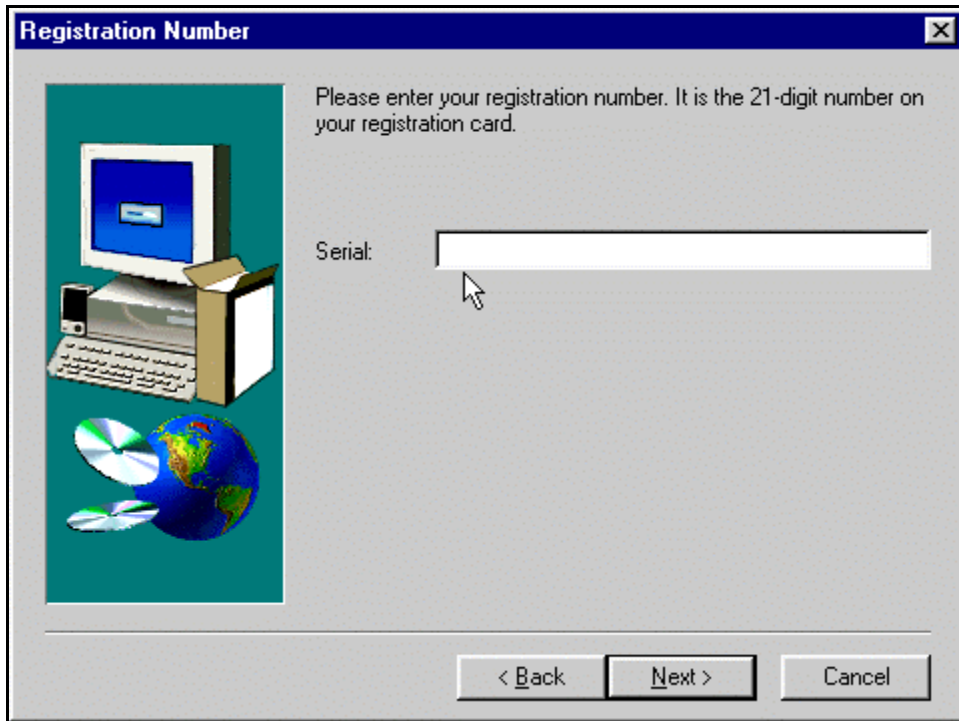 Registration Number
Please enter your registration number. It is the 21-digit number on
your registration card.
Serial:
< Back
Next >
Cancel